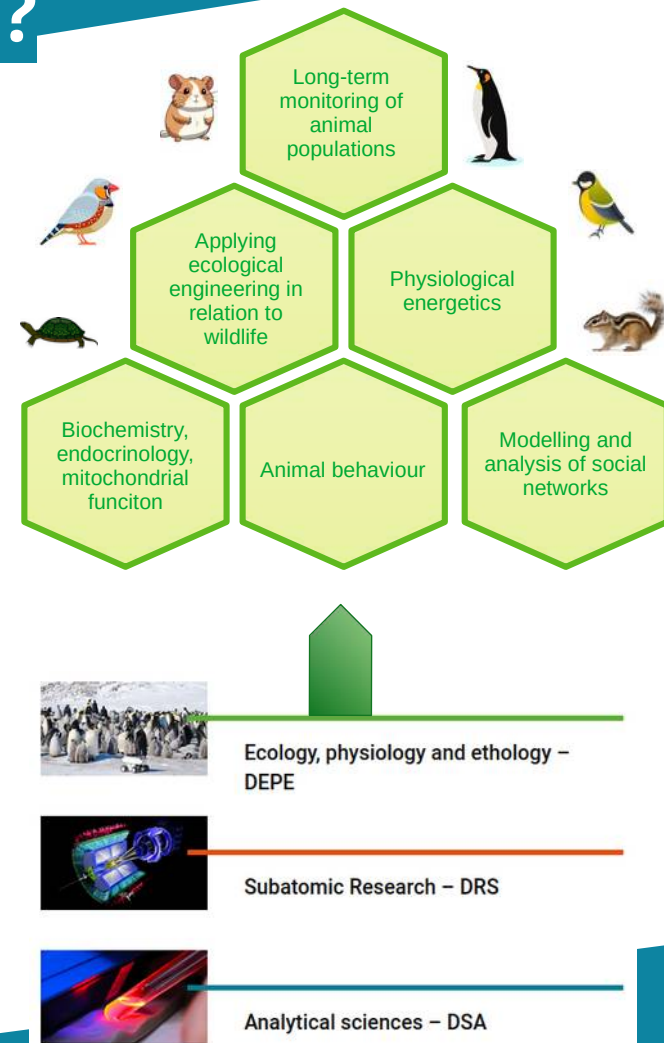 ?
Long-term
monitoring of
animal
populations
Applying
ecological
engineering in
relation to
wildlife
Physiological
energetics
Biochemistry,
endocrinology,
mitochondrial
funciton
Animal behaviour
Modelling and
analysis of social
networks
Ecology, physiology and ethology –
DEPE
Subatomic Research – DRS
Analytical sciences – DSA